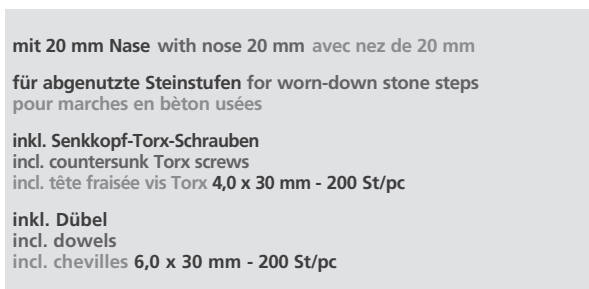 mit 20 mm Nase with nose 20 mm avec nez de 20 mm
für abgenutzte Steinstufen for worn-down stone steps
pour marches en bèton usées
inkl. Senkkopf-Torx-Schrauben
incl. countersunk Torx screws
incl. tête fraisée vis Torx 4,0 x 30 mm - 200 St/pc
inkl. Dübel
incl. dowels
incl. chevilles 6,0 x 30 mm - 200 St/pc